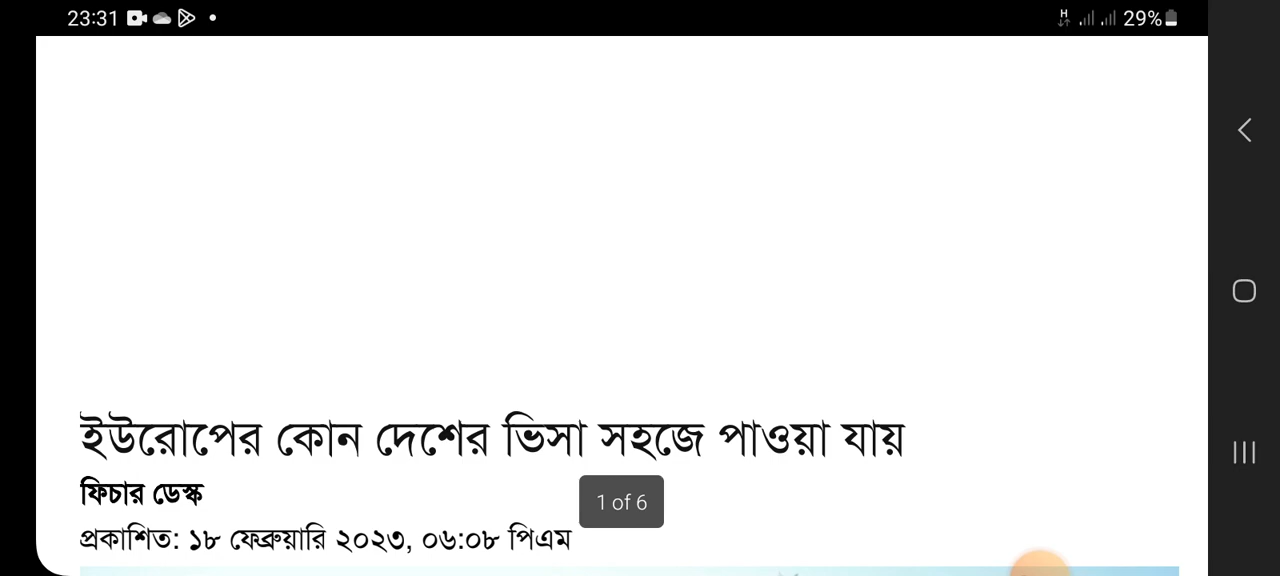 23:31
H 29%
ইউরোপের কোন দেশের ভিসা সহজে পাওয়া যায়
ফিচার ডেস্ক
1 of 6
প্রকাশিত: ১৮ ফেব্রুয়ারি ২০২৩, ০৬:০৮ পিএম